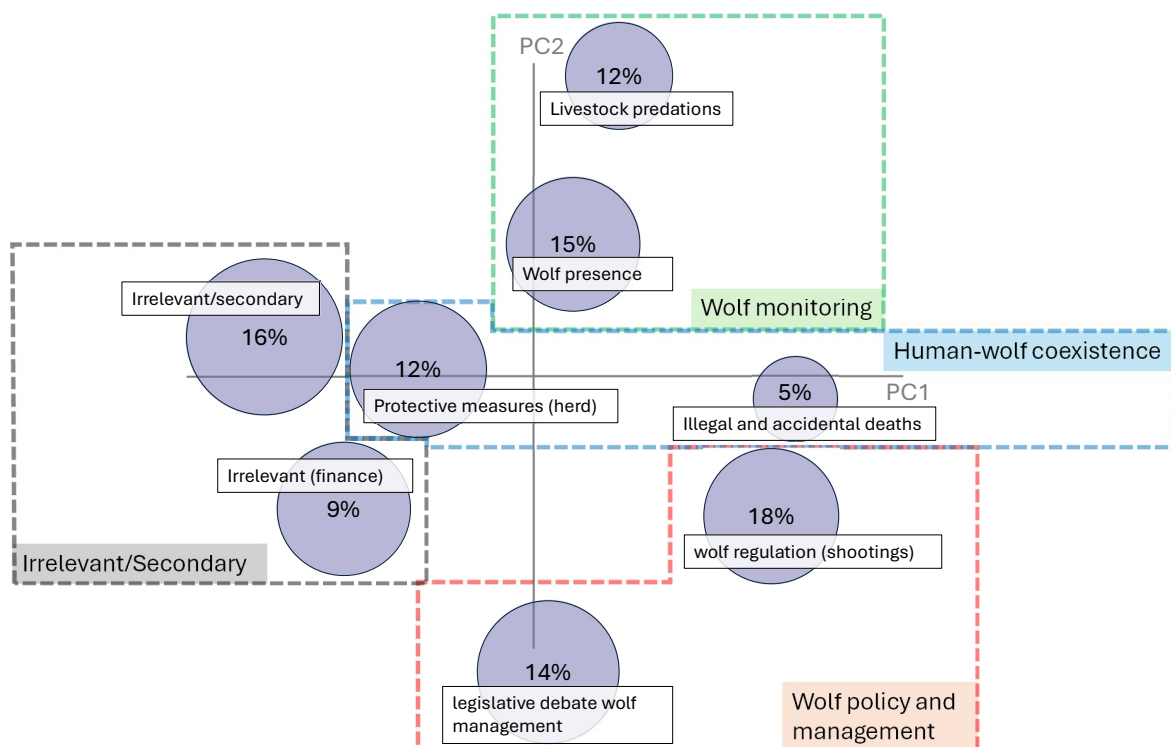 PC2
12%
Livestock predations
15%
Wolf presence
Wolf monitoring
Irrelevant/secondary
16%
12%
Protective measures (herd)
Human-wolf coexistence
PC1
5%
Illegal and accidental deaths
Irrelevant (finance)
9%
Irrelevant/Secondary
18%
wolf regulation (shootings)
14%
legislative debate wolf
management
Wolf policy and
management